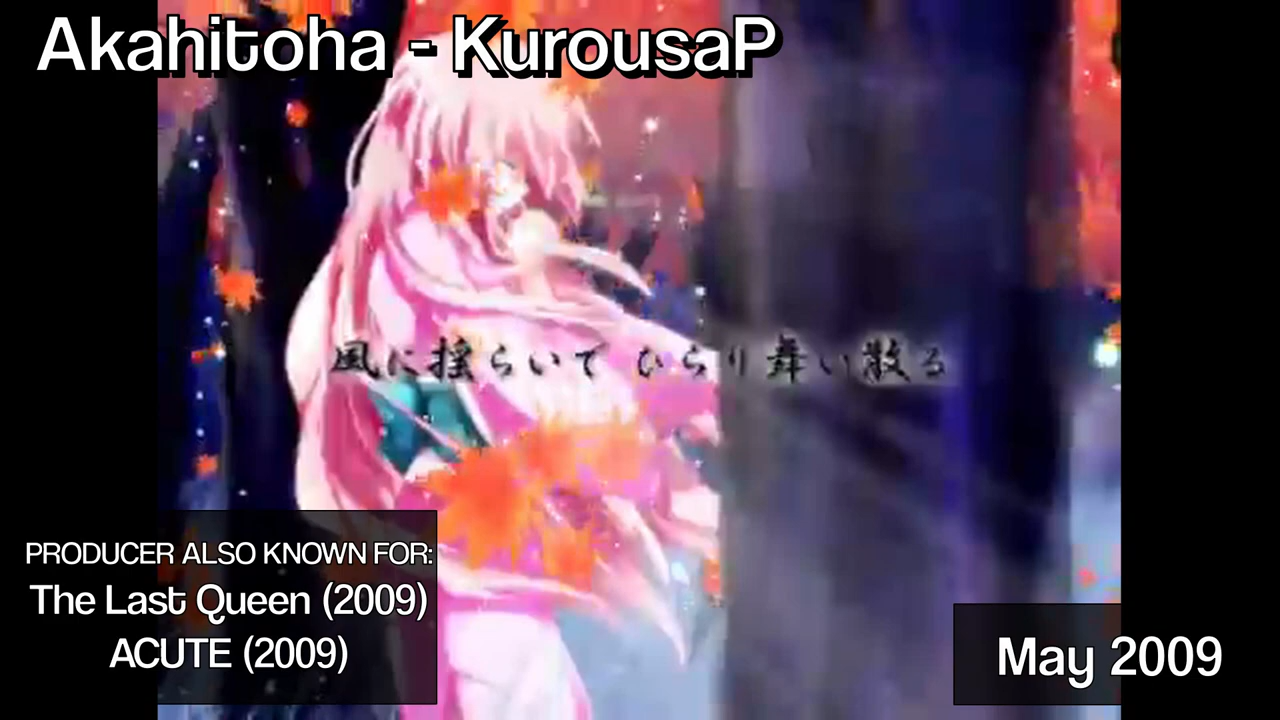 Akahitoha - KurousaP
風に揺らいで ひらり舞い散る
PRODUCER ALSO KNOWN FOR:
The Last Queen (2009)
ACUTE (2009)
May 2009